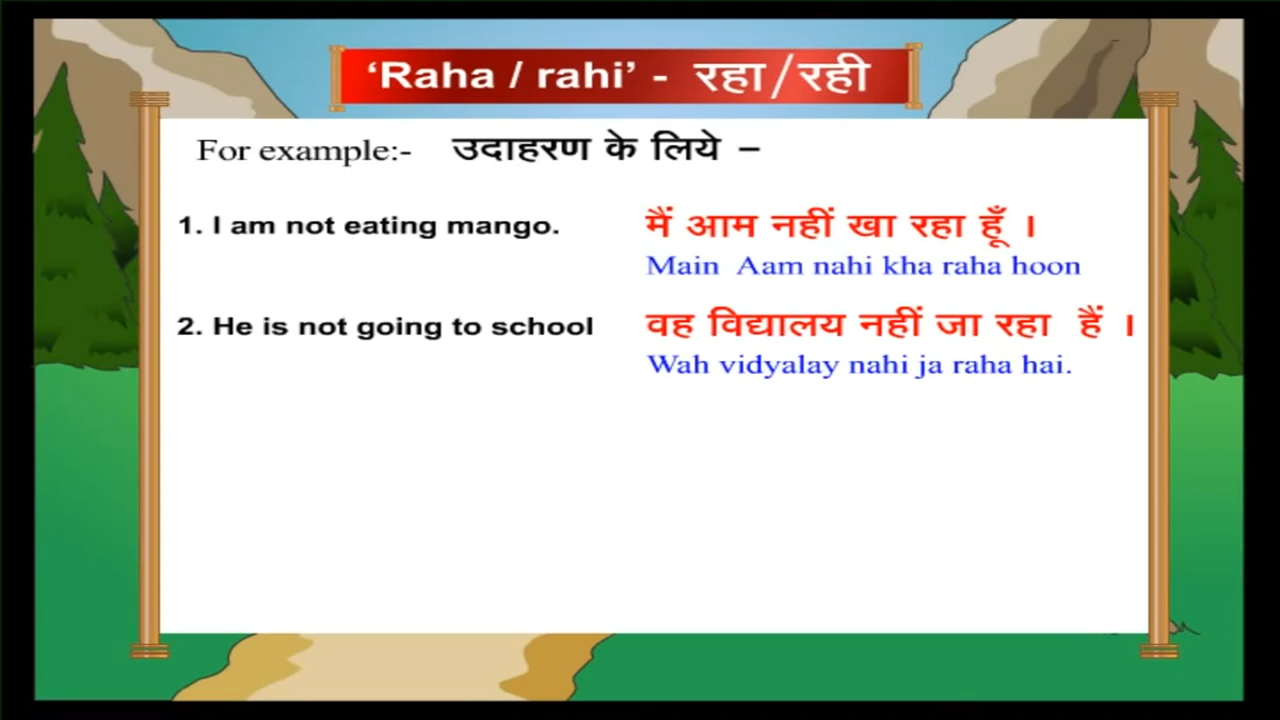 ‘Raha / rahi’ - रहा/रही
For example:- उदाहरण के लिये –
1. I am not eating mango. मैं आम नहीं खा रहा हूँ ।
Main Aam nahi kha raha hoon
2. He is not going to school वह विद्यालय नहीं जा रहा हैं ।
Wah vidyalay nahi ja raha hai.